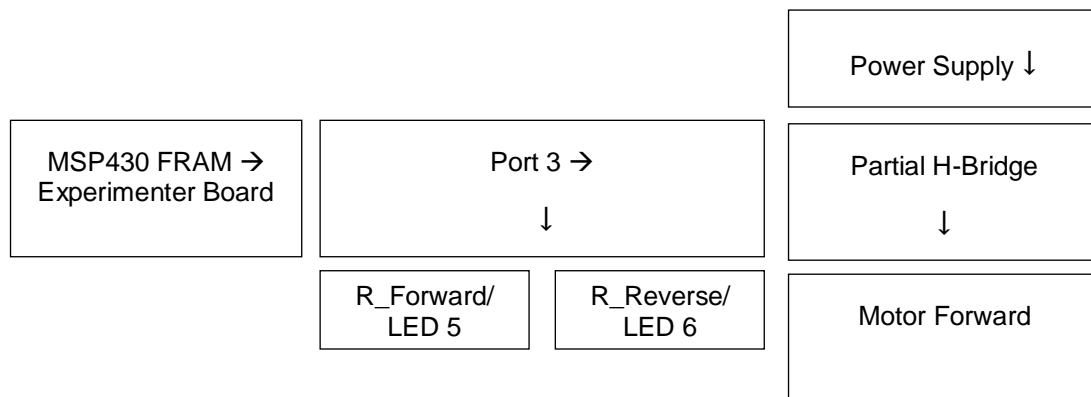 Power Supply ↓
MSP430 FRAM →
Experimenter Board
Port 3 →
↓
Partial H-Bridge
↓
R_Forward/
LED 5
R_Reverse/
LED 6
Motor Forward